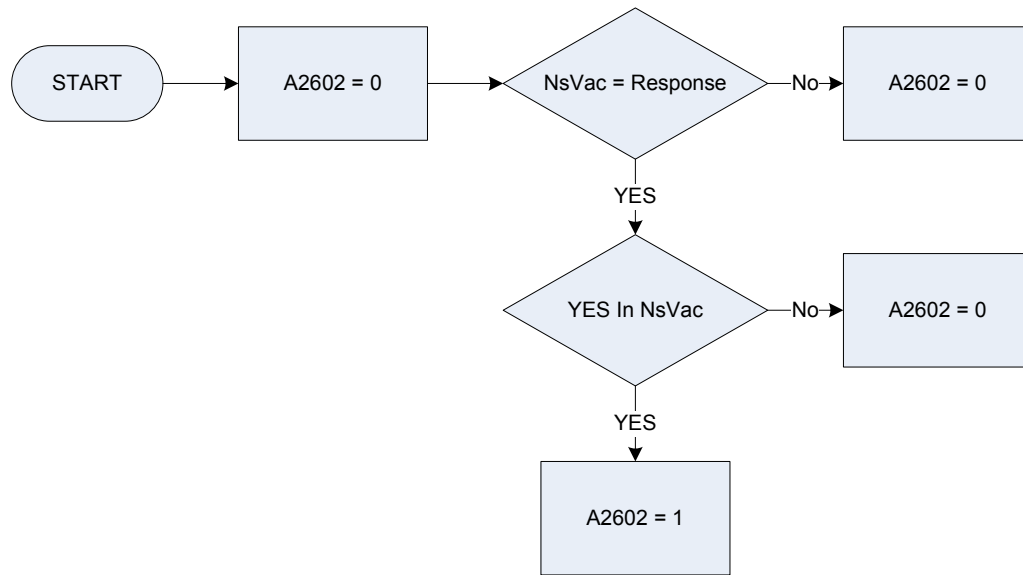 START
A2602 = 0
NsVac = Response
No
A2602 = 0
YES
YES In NsVac
No
A2602 = 0
YES
A2602 = 1